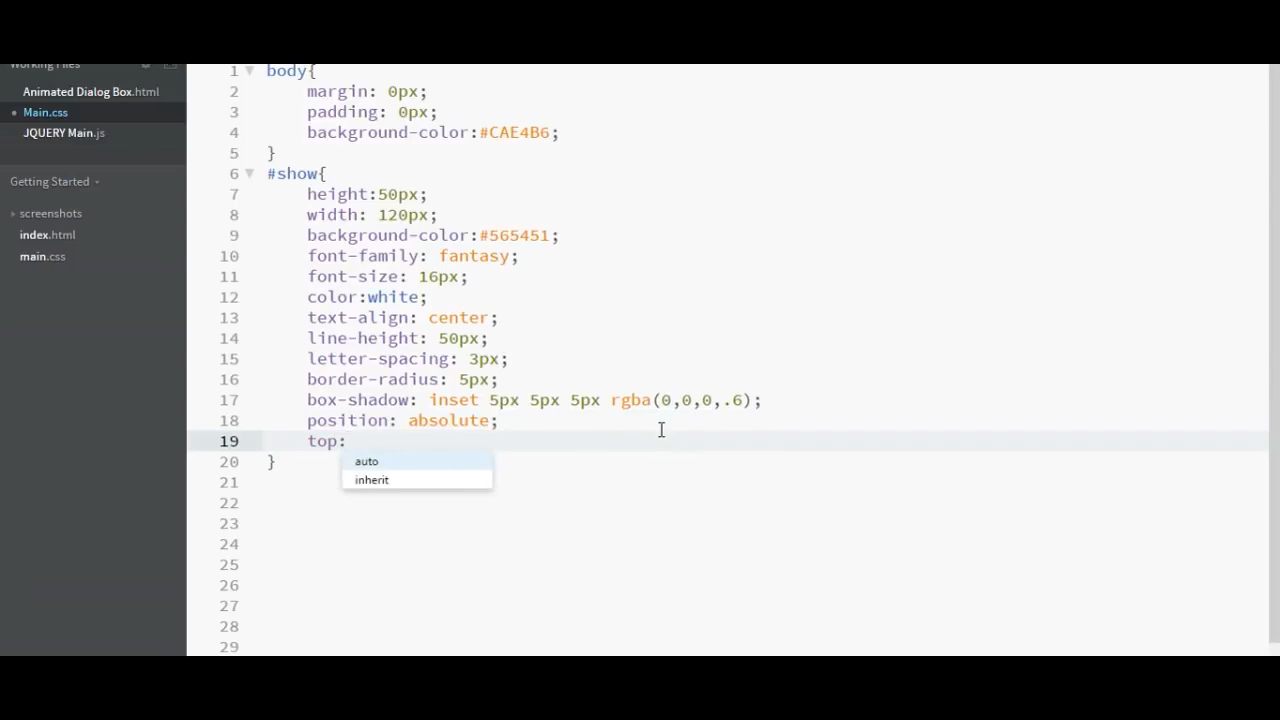 Working Files
Animated Dialog Box.html
Main.css
JQUERY Main.js
Getting Started
screenshots
index.html
main.css
1 body{
2 margin: 0px;
3 padding: 0px;
4 background-color:#CAE4B6;
5 }
6 #show{
7 height:50px;
8 width: 120px;
9 background-color:#565451;
10 font-family: fantasy;
11 font-size: 16px;
12 color:white;
13 text-align: center;
14 line-height: 50px;
15 letter-spacing: 3px;
16 border-radius: 5px;
17 box-shadow: inset 5px 5px 5px rgba(0,0,0,.6);
18 position: absolute;
19 top:
auto
20 }
inherit
21
22
23
24
25
26
27
28
29